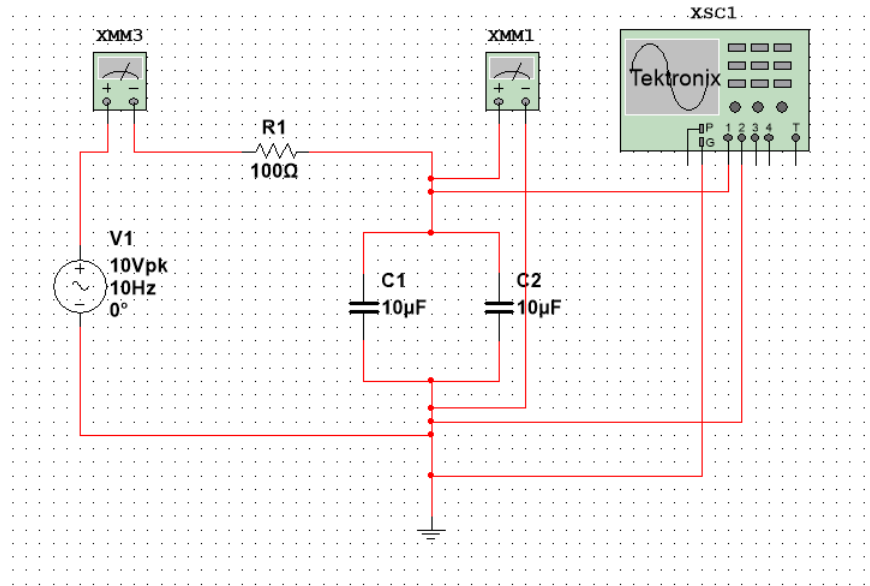 XSC1
XMM3
XMM1
+ −
+ −
Tektronix
P 1 2 3 4 T
G
R1
100Ω
V1
10Vpk
10Hz
0°
+
−
C1
10µF
C2
10µF